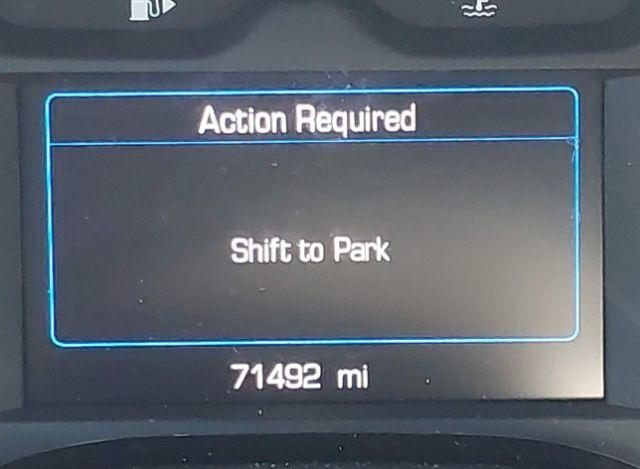 Action Required
Shift to Park
71492 mi